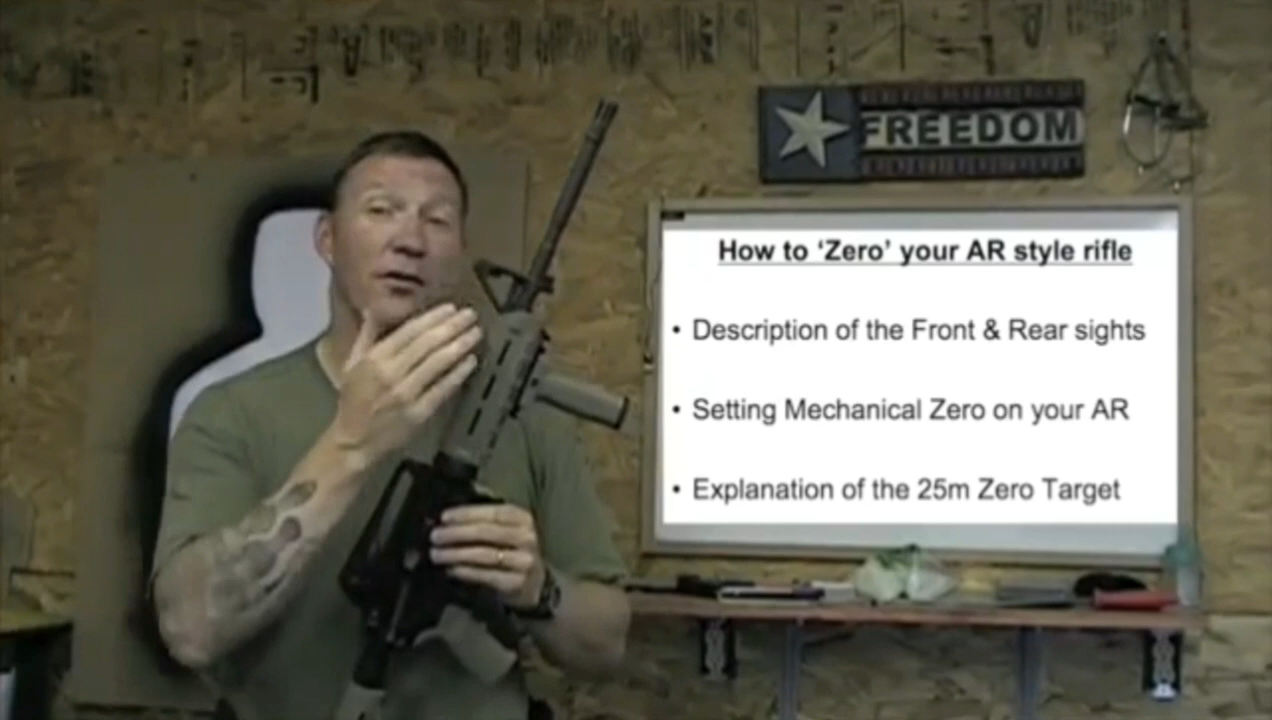 FREEDOM
How to ‘Zero’ your AR style rifle
• Description of the Front & Rear sights
• Setting Mechanical Zero on your AR
• Explanation of the 25m Zero Target